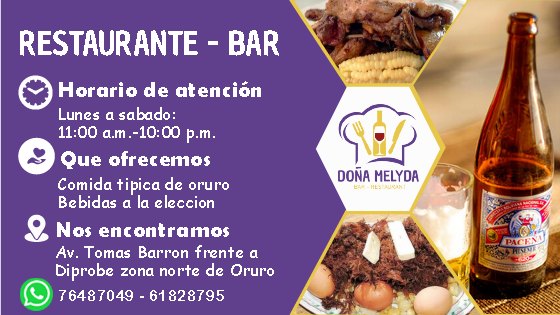 RESTAURANTE - BAR
Horario de atención
Lunes a sabado:
11:00 a.m.-10:00 p.m.
Que ofrecemos
Comida tipica de oruro
Bebidas a la eleccion
Nos encontramos
Av. Tomas Barron frente a
Diprobe zona norte de Oruro
76487049 - 61828795
DOÑA MELYDA
BAR - RESTAURANT
PACEÑA
PILSENER